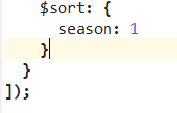 $sort: {
season: 1
}
}
]);